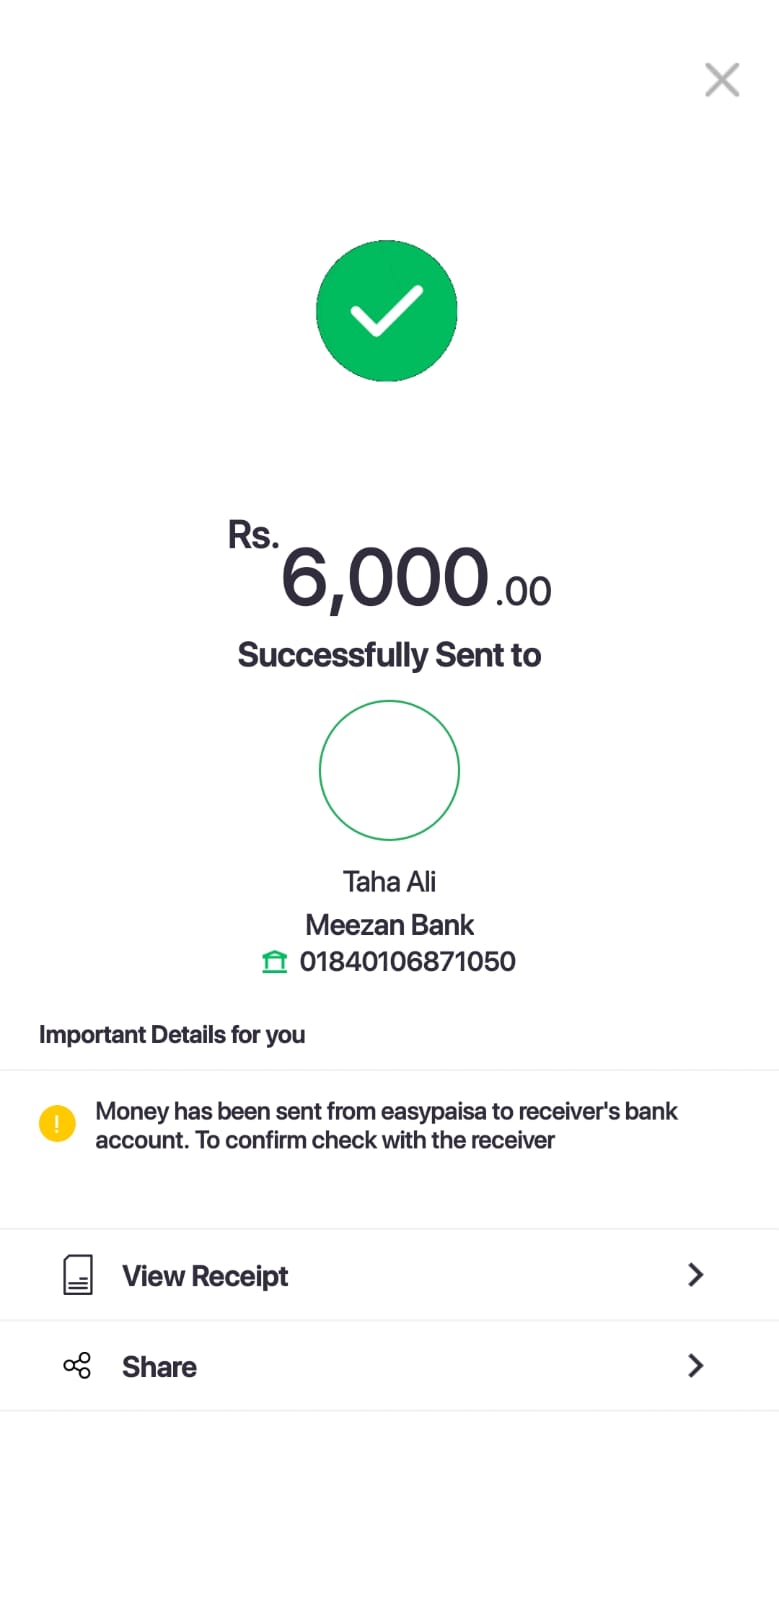 Rs. 6,000.00
Successfully Sent to
Taha Ali
Meezan Bank
01840106871050
Important Details for you
Money has been sent from easypaisa to receiver's bank
account. To confirm check with the receiver
View Receipt
Share